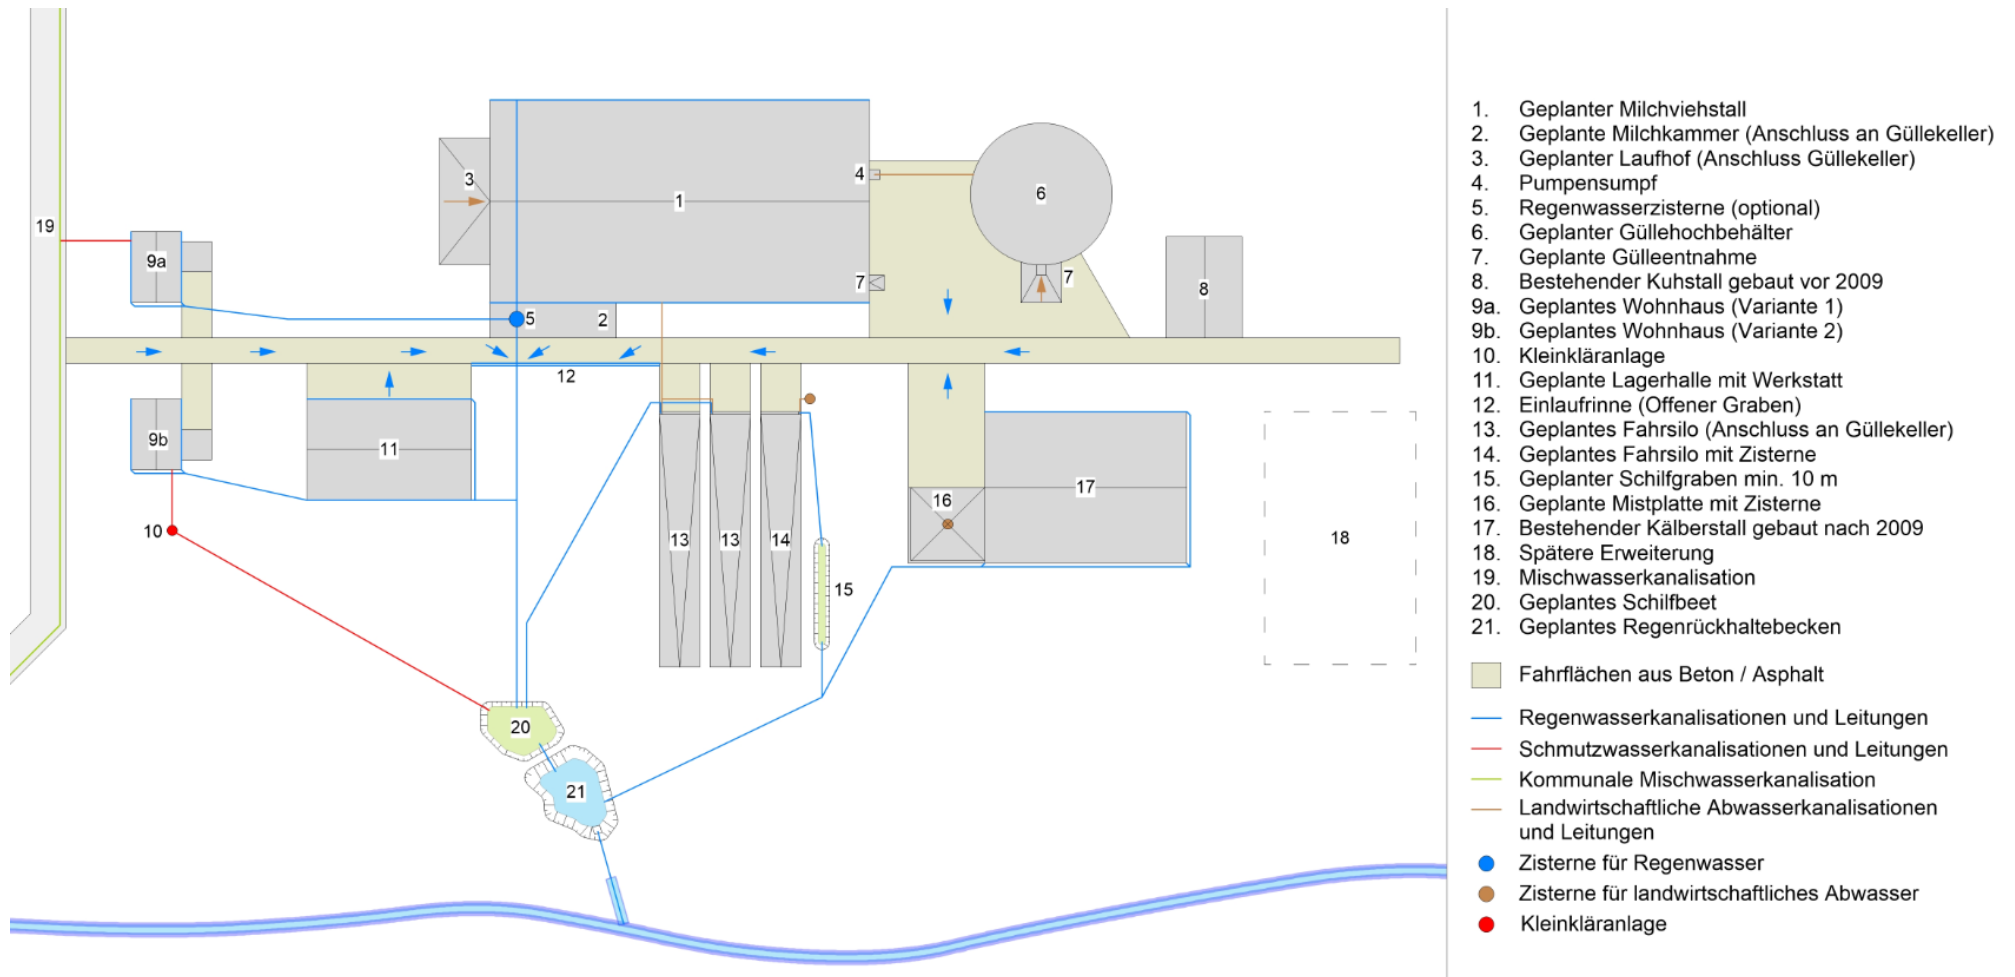 3
1
4
6
7
7
8
19
9a
5
2
12
9b
11
10
13
13
14
15
16
17
18
20
21
1. Geplanter Milchviehstall
2. Geplante Milchkammer (Anschluss an Güllekeller)
3. Geplanter Laufhof (Anschluss Güllekeller)
4. Pumpensumpf
5. Regenwasserzisterne (optional)
6. Geplanter Güllehochbehälter
7. Geplante Gülleentnahme
8. Bestehender Kuhstall gebaut vor 2009
9a. Geplantes Wohnhaus (Variante 1)
9b. Geplantes Wohnhaus (Variante 2)
10. Kleinkläranlage
11. Geplante Lagerhalle mit Werkstatt
12. Einlaufrinne (Offener Graben)
13. Geplantes Fahrsilo (Anschluss an Güllekeller)
14. Geplantes Fahrsilo mit Zisterne
15. Geplanter Schilfgraben min. 10 m
16. Geplante Mistplatte mit Zisterne
17. Bestehender Kälberstall gebaut nach 2009
18. Spätere Erweiterung
19. Mischwasserkanalisation
20. Geplantes Schilfbeet
21. Geplantes Regenrückhaltebecken
Fahrflächen aus Beton / Asphalt
Regenwasserkanalisationen und Leitungen
Schmutzwasserkanalisationen und Leitungen
Kommunale Mischwasserkanalisation
Landwirtschaftliche Abwasserkanalisationen
und Leitungen
Zisterne für Regenwasser
Zisterne für landwirtschaftliches Abwasser
Kleinkläranlage